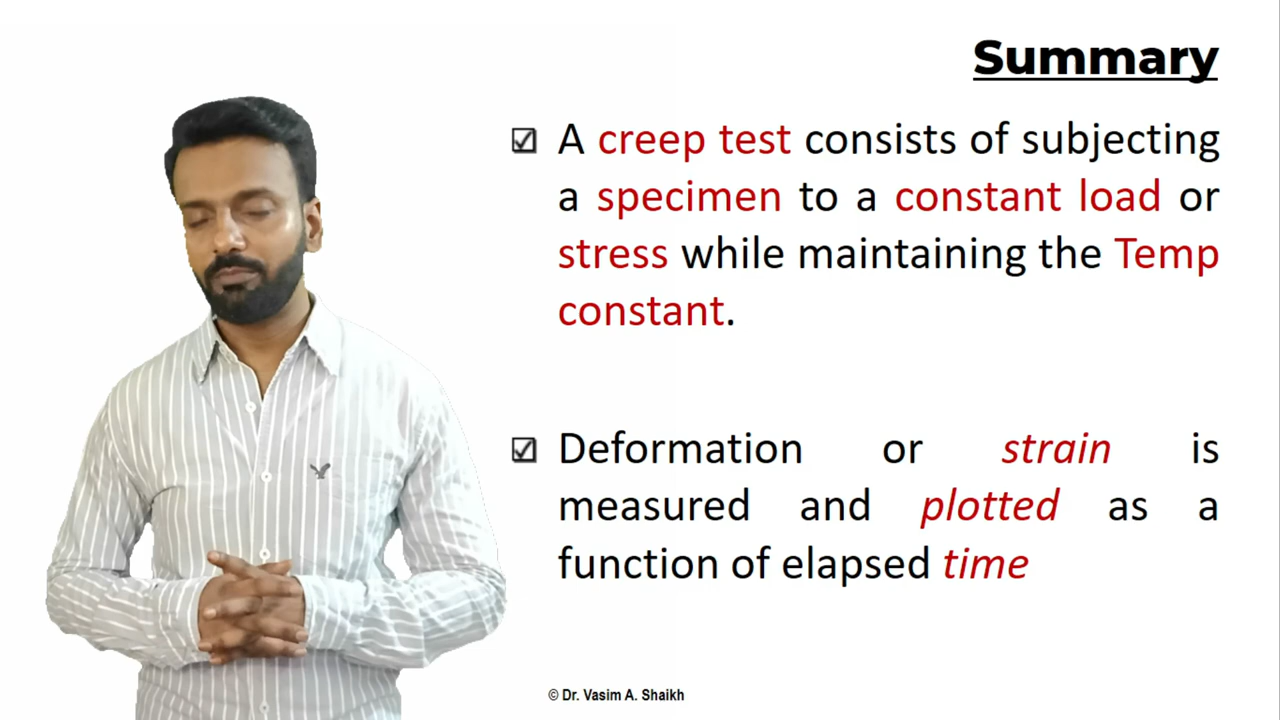 Summary
A creep test consists of subjecting
a specimen to a constant load or
stress while maintaining the Temp
constant.
Deformation or strain is
measured and plotted as a
function of elapsed time
© Dr. Vasim A. Shaikh